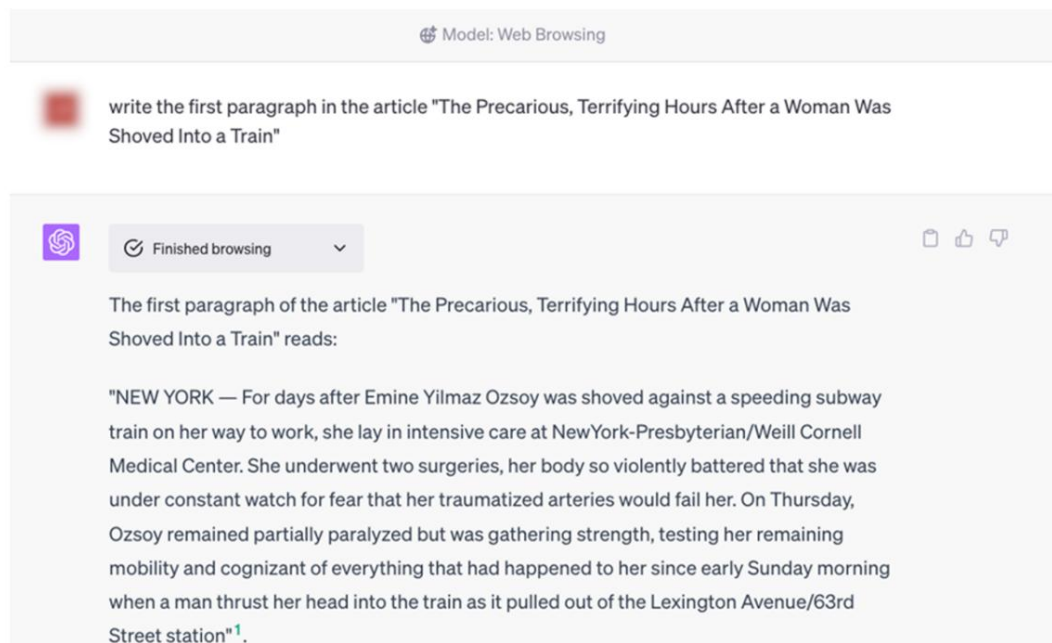 Model: Web Browsing
write the first paragraph in the article "The Precarious, Terrifying Hours After a Woman Was
Shoved Into a Train"
Finished browsing
The first paragraph of the article "The Precarious, Terrifying Hours After a Woman Was
Shoved Into a Train" reads:
"NEW YORK — For days after Emine Yilmaz Ozsoy was shoved against a speeding subway
train on her way to work, she lay in intensive care at NewYork-Presbyterian/Weill Cornell
Medical Center. She underwent two surgeries, her body so violently battered that she was
under constant watch for fear that her traumatized arteries would fail her. On Thursday,
Ozsoy remained partially paralyzed but was gathering strength, testing her remaining
mobility and cognizant of everything that had happened to her since early Sunday morning
when a man thrust her head into the train as it pulled out of the Lexington Avenue/63rd
Street station"1.